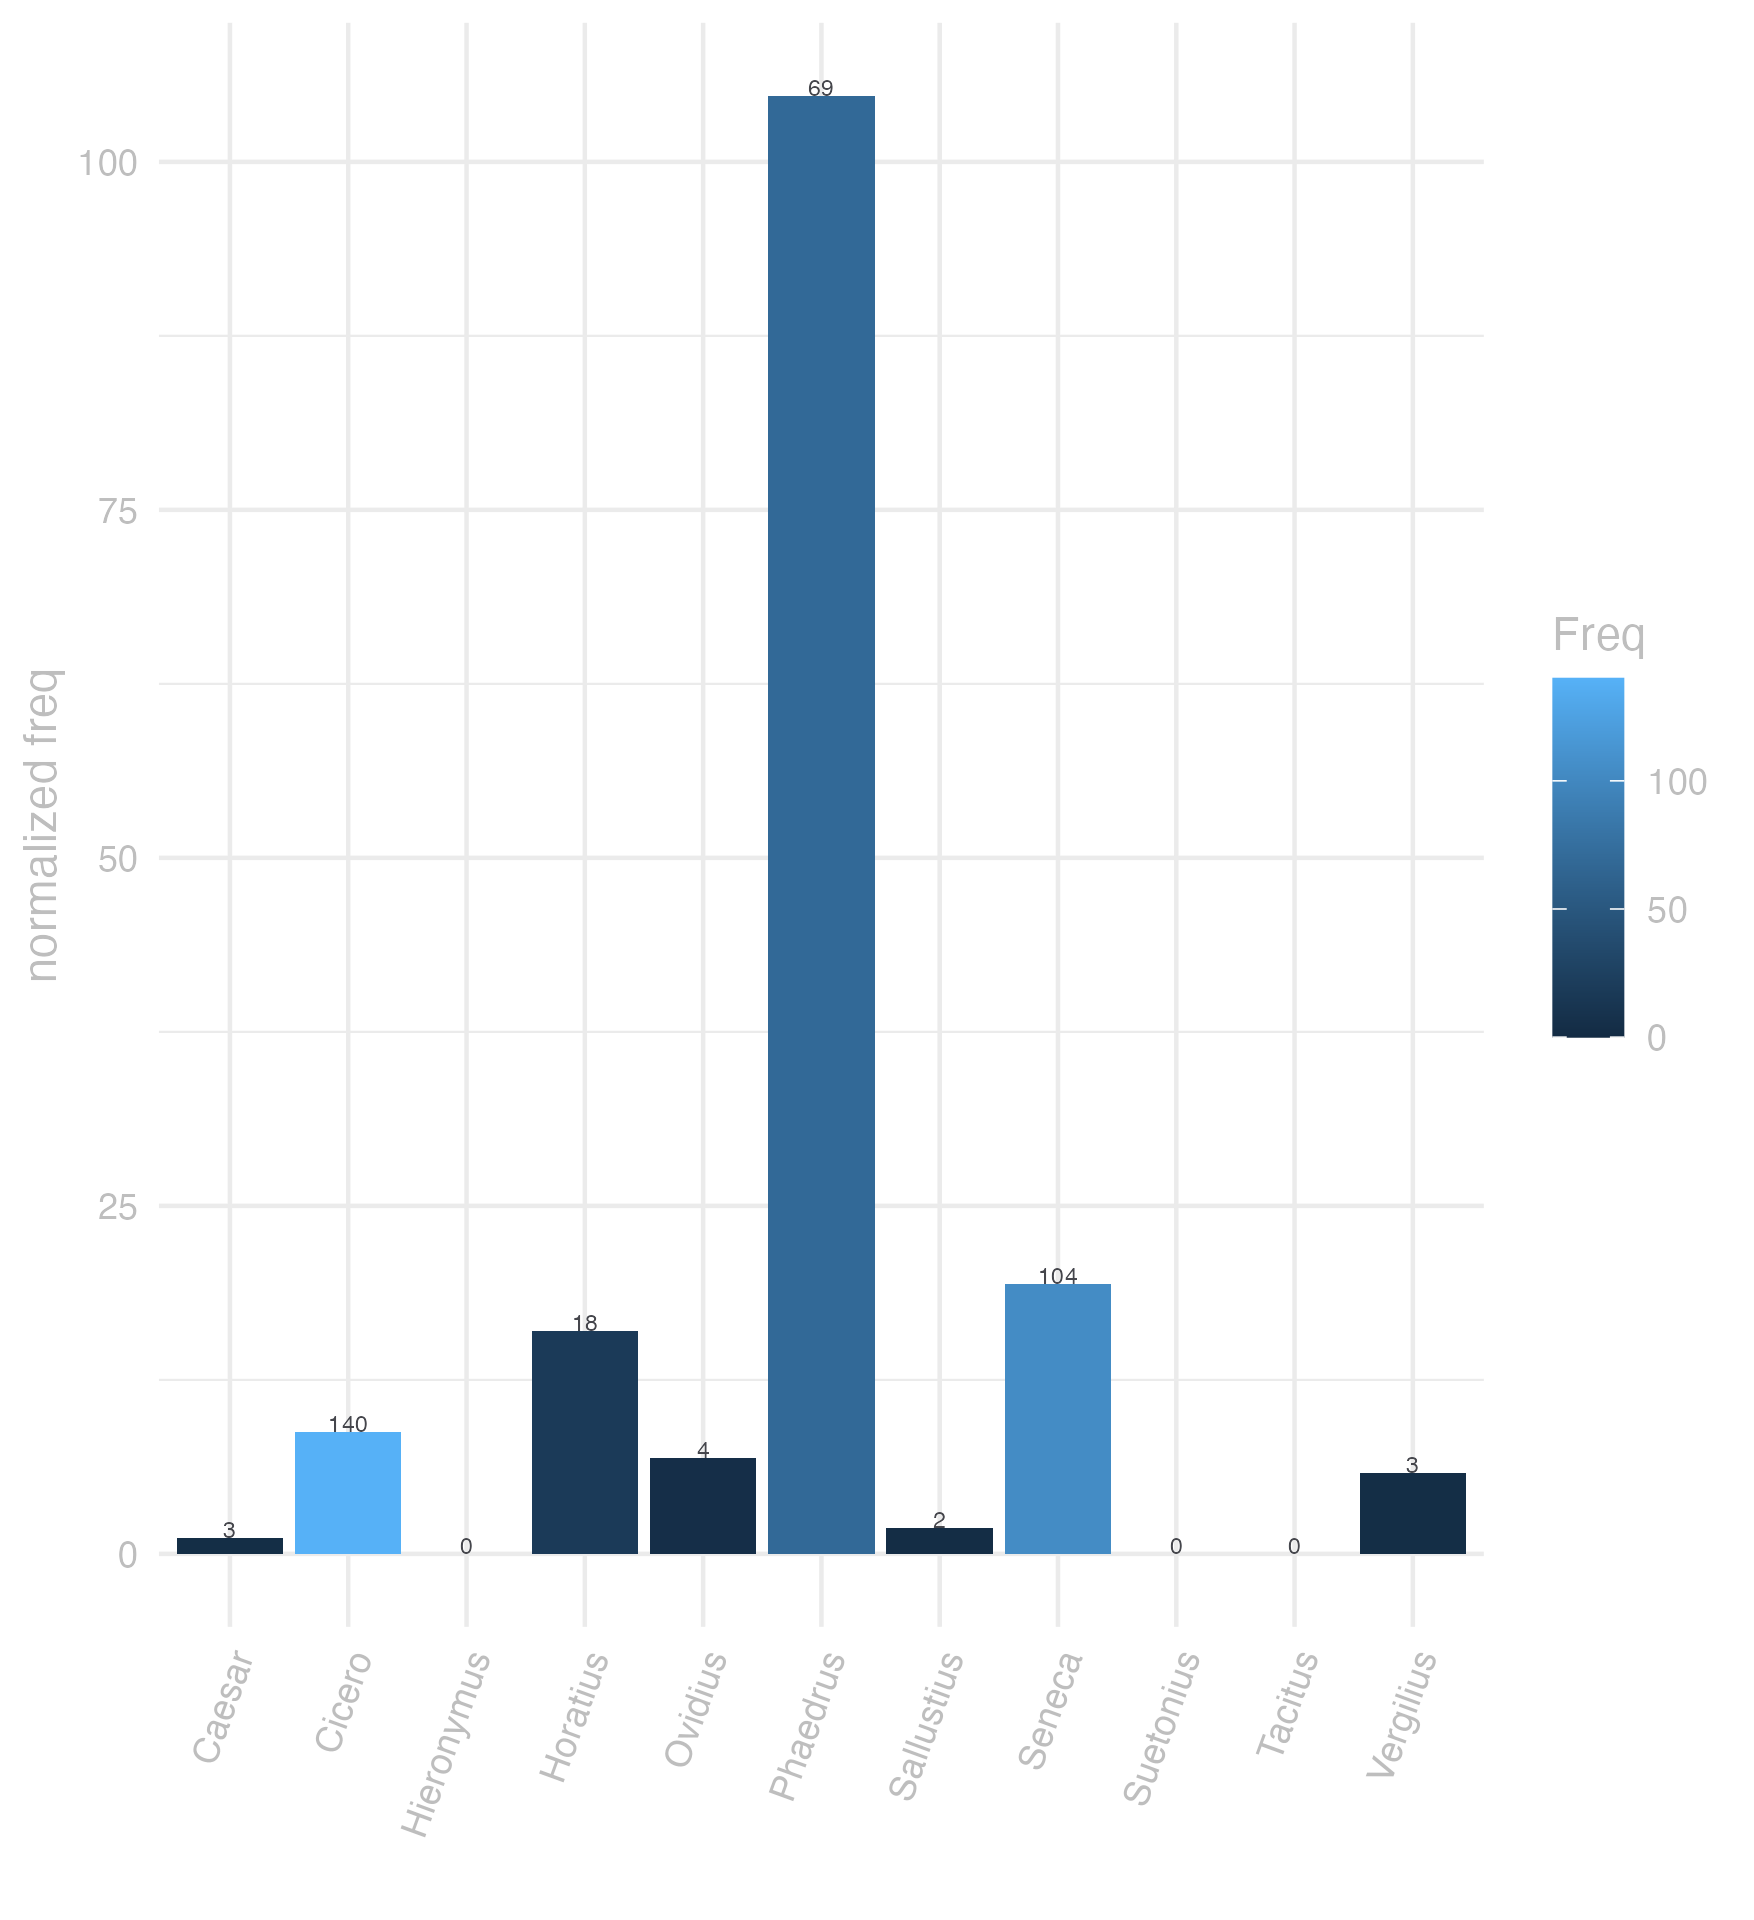 normalized freq
100
75
50
25
0
3
140
0
18
4
69
2
104
0
0
3
Caesar
Cicero
Hieronymus
Horatius
Ovidius
Phaedrus
Sallustius
Seneca
Suetonius
Tacitus
Vergilius
Freq
100
50
0